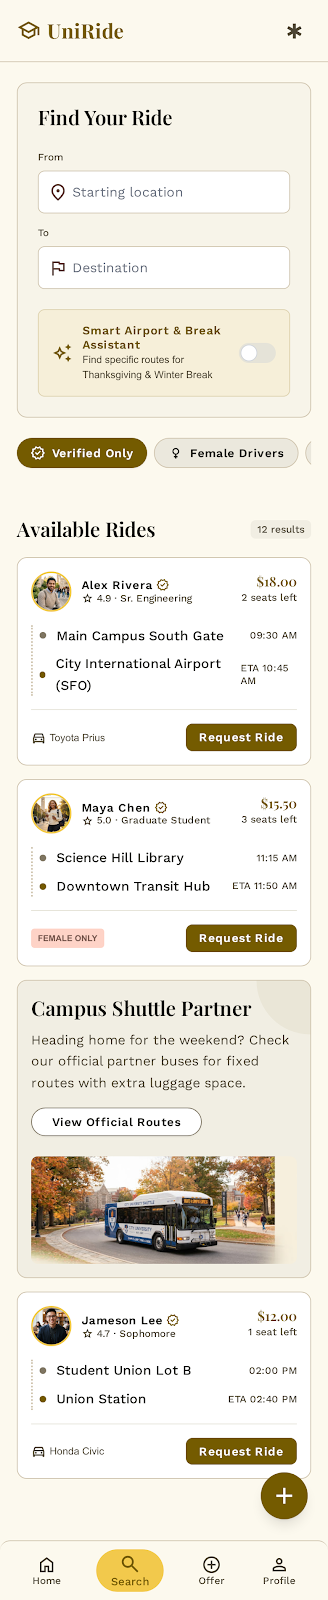 UniRide
Find Your Ride
From
Starting location
To
Destination
Smart Airport & Break
Assistant
Find specific routes for
Thanksgiving & Winter Break
Verified Only
Female Drivers
Available Rides
12 results
Alex Rivera
$18.00
4.9 · Sr. Engineering
2 seats left
Main Campus South Gate
09:30 AM
City International Airport
(SFO)
ETA 10:45
AM
Toyota Prius
Request Ride
Maya Chen
$15.50
5.0 · Graduate Student
3 seats left
Science Hill Library
11:15 AM
Downtown Transit Hub
ETA 11:50 AM
FEMALE ONLY
Request Ride
Campus Shuttle Partner
Heading home for the weekend? Check
our official partner buses for fixed
routes with extra luggage space.
View Official Routes
Jameson Lee
$12.00
4.7 · Sophomore
1 seat left
Student Union Lot B
02:00 PM
Union Station
ETA 02:40 PM
Honda Civic
Request Ride
Home
Search
Offer
Profile